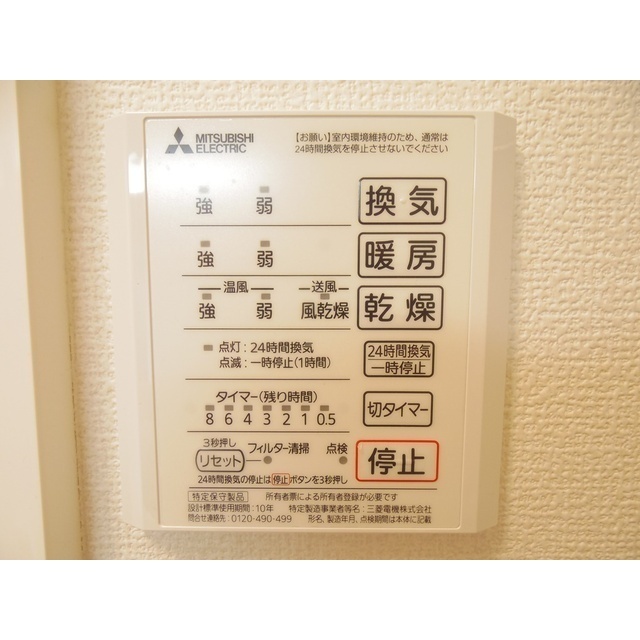 MITSUBISHI
ELECTRIC
【お願い】室内環境維持のため、通常は
24時間換気を停止させないでください
強 弱 換気
強 弱 暖房
温風 送風
強 弱 風乾燥 乾燥
点灯：24時間換気
点滅：一時停止(1時間)
24時間換気
一時停止
タイマー(残り時間)
8 6 4 3 2 1 0.5
切タイマー
3秒押し
リセット フィルター清掃 点検
停止
24時間換気の停止は停止ボタンを3秒押し
特定保守製品 所有者票による所有者登録が必要です
設計標準使用期間：10年 特定製造事業者等名：三菱電機株式会社
問合せ連絡先：0120-490-499 形名、製造年月、点検期間は本体に記載